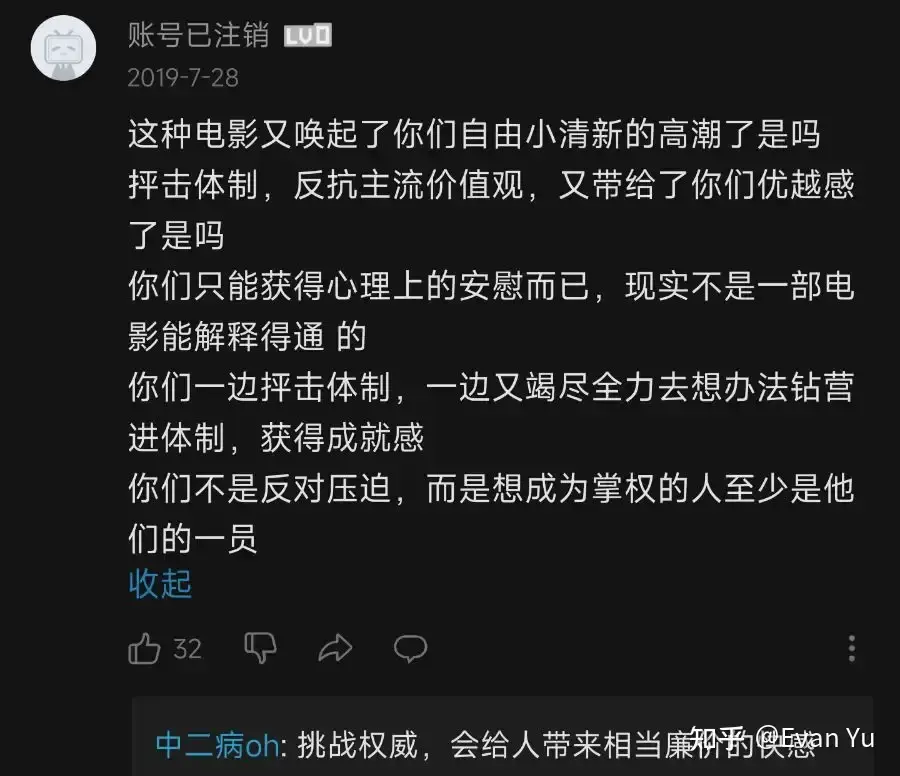 账号已注销 LV0
2019-7-28
这种电影又唤起了你们自由小清新的高潮了是吗
抨击体制，反抗主流价值观，又带给了你们优越感
了是吗
你们只能获得心理上的安慰而已，现实不是一部电
影能解释得通 的
你们一边抨击体制，一边又竭尽全力去想办法钻营
进体制，获得成就感
你们不是反对压迫，而是想成为掌权的人至少是他
们的一员
收起
32
中二病oh: 挑战权威，会给人带来相当廉价的快感
知乎 @Evan Yu